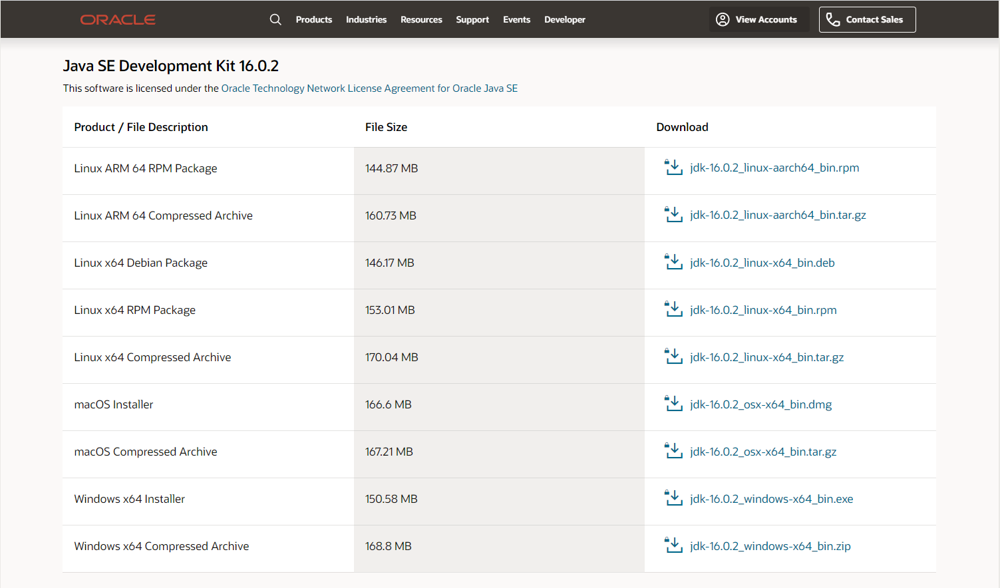 ORACLE Products Industries Resources Support Events Developer View Accounts Contact Sales
Java SE Development Kit 16.0.2
This software is licensed under the Oracle Technology Network License Agreement for Oracle Java SE
Product / File Description File Size Download
Linux ARM 64 RPM Package 144.87 MB jdk-16.0.2_linux-aarch64_bin.rpm
Linux ARM 64 Compressed Archive 160.73 MB jdk-16.0.2_linux-aarch64_bin.tar.gz
Linux x64 Debian Package 146.17 MB jdk-16.0.2_linux-x64_bin.deb
Linux x64 RPM Package 153.01 MB jdk-16.0.2_linux-x64_bin.rpm
Linux x64 Compressed Archive 170.04 MB jdk-16.0.2_linux-x64_bin.tar.gz
macOS Installer 166.6 MB jdk-16.0.2_osx-x64_bin.dmg
macOS Compressed Archive 167.21 MB jdk-16.0.2_osx-x64_bin.tar.gz
Windows x64 Installer 150.58 MB jdk-16.0.2_windows-x64_bin.exe
Windows x64 Compressed Archive 168.8 MB jdk-16.0.2_windows-x64_bin.zip